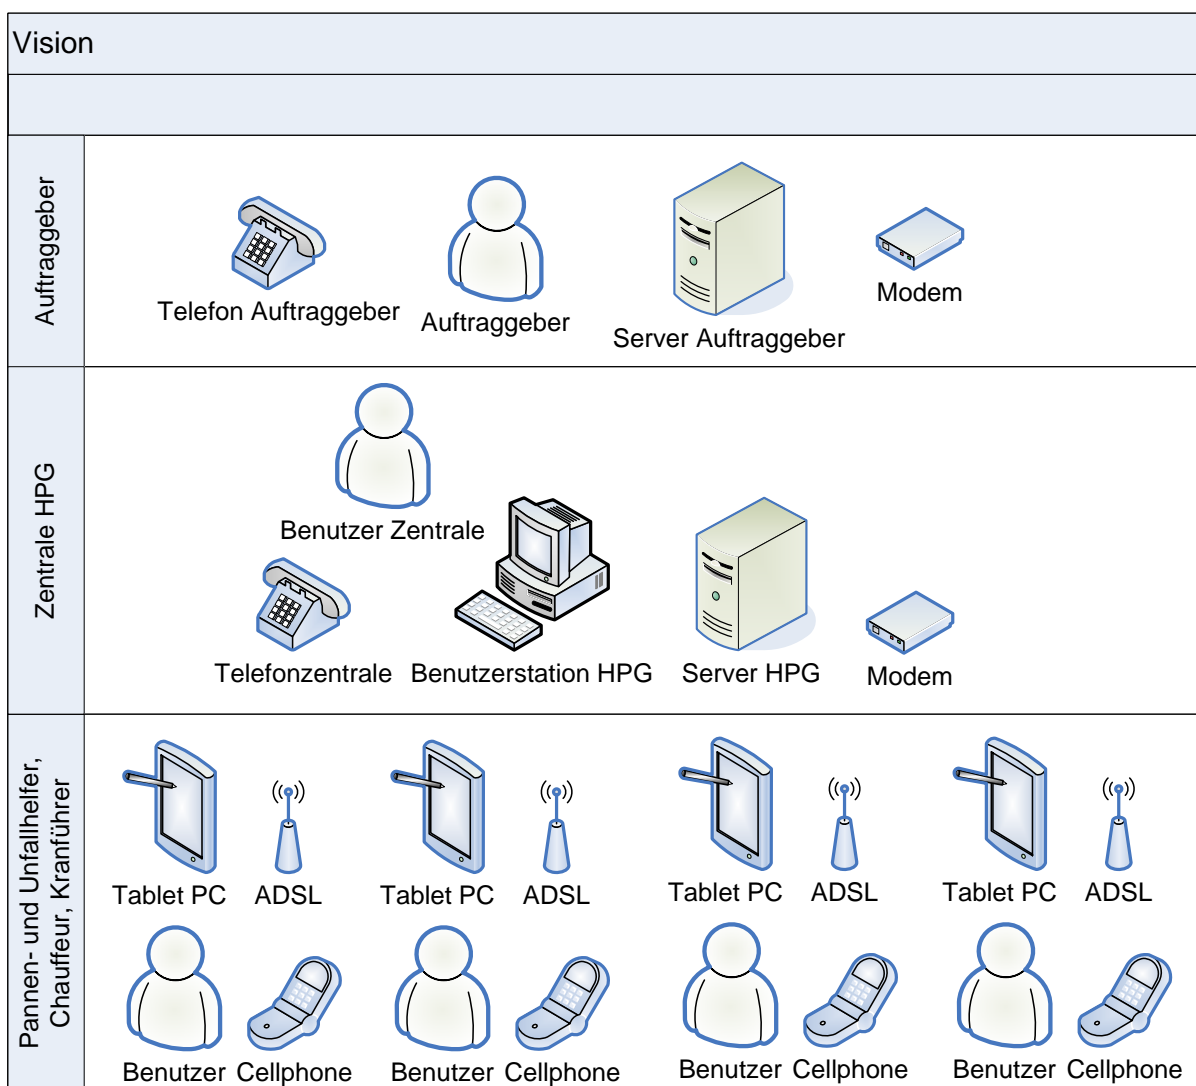 Vision
Auftraggeber
Telefon Auftraggeber
Auftraggeber
Server Auftraggeber
Modem
Zentrale HPG
Benutzer Zentrale
Telefonzentrale
Benutzerstation HPG
Server HPG
Modem
Pannen- und Unfallhelfer,
Chauffeur, Kranführer
Tablet PC
ADSL
Tablet PC
ADSL
Tablet PC
ADSL
Tablet PC
ADSL
Benutzer
Cellphone
Benutzer
Cellphone
Benutzer
Cellphone
Benutzer
Cellphone